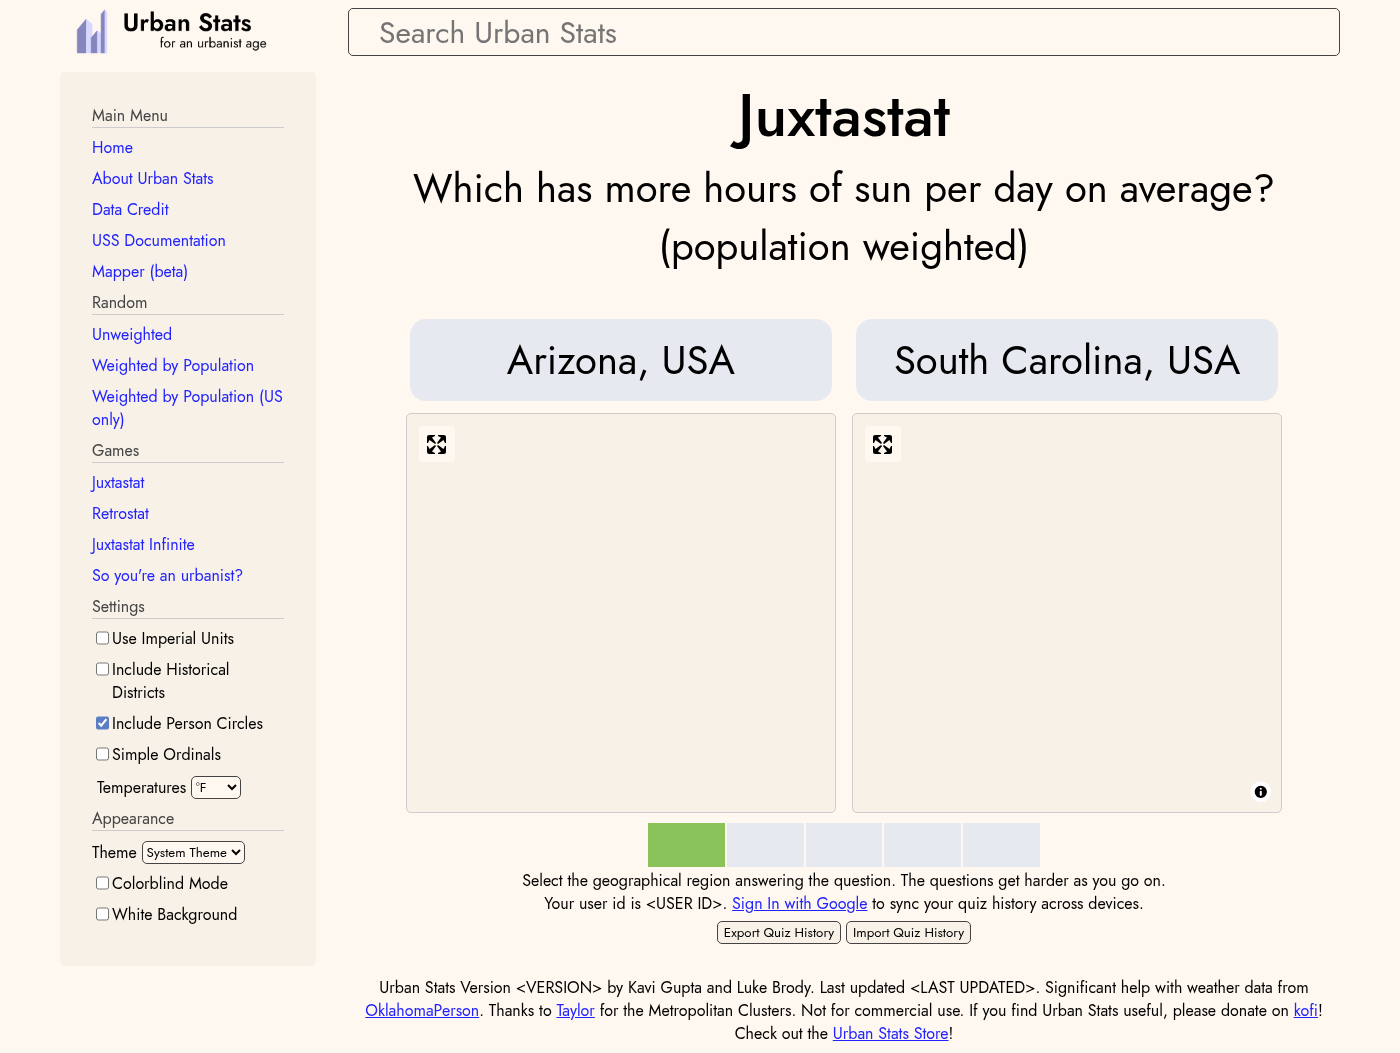 Urban Stats
for an urbanist age
Search Urban Stats
Main Menu
Home
About Urban Stats
Data Credit
USS Documentation
Mapper (beta)
Random
Unweighted
Weighted by Population
Weighted by Population (US
only)
Games
Juxtastat
Retrostat
Juxtastat Infinite
So you're an urbanist?
Settings
Use Imperial Units
Include Historical
Districts
Include Person Circles
Simple Ordinals
Temperatures °F
Appearance
Theme System Theme
Colorblind Mode
White Background
Juxtastat
Which has more hours of sun per day on average?
(population weighted)
Arizona, USA
South Carolina, USA
Select the geographical region answering the question. The questions get harder as you go on.
Your user id is <USER ID>. Sign In with Google to sync your quiz history across devices.
Export Quiz History Import Quiz History
Urban Stats Version <VERSION> by Kavi Gupta and Luke Brody. Last updated <LAST UPDATED>. Significant help with weather data from
OklahomaPerson. Thanks to Taylor for the Metropolitan Clusters. Not for commercial use. If you find Urban Stats useful, please donate on kofi!
Check out the Urban Stats Store!